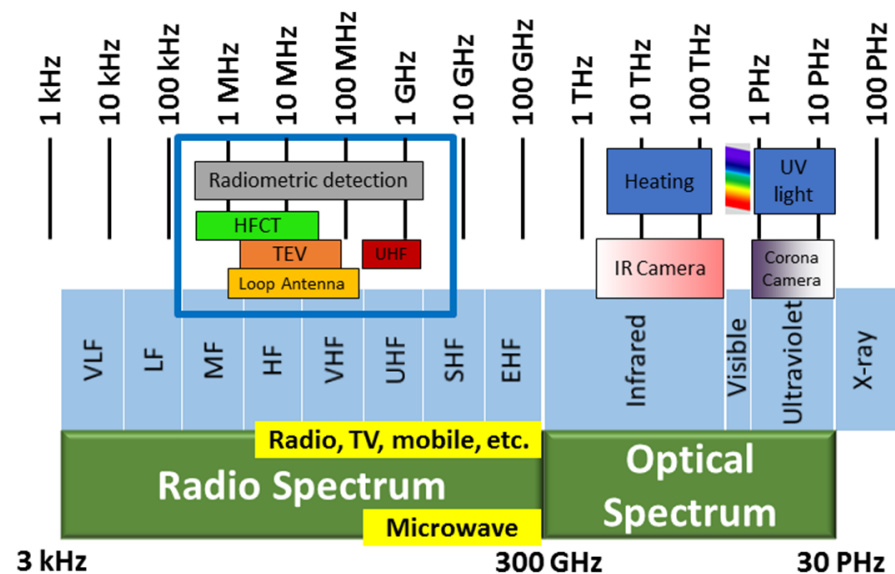 1 kHz
10 kHz
100 kHz
1 MHz
10 MHz
100 MHz
1 GHz
10 GHz
100 GHz
1 THz
10 THz
100 THz
1 PHz
10 PHz
100 PHz
Radiometric detection
HFCT
TEV
UHF
Loop Antenna
Heating
UV
light
IR Camera
Corona
Camera
VLF
LF
MF
HF
VHF
UHF
SHF
EHF
Infrared
Visible
Ultraviolet
X-ray
Radio, TV, mobile, etc.
Radio Spectrum
Microwave
Optical
Spectrum
3 kHz
300 GHz
30 PHz